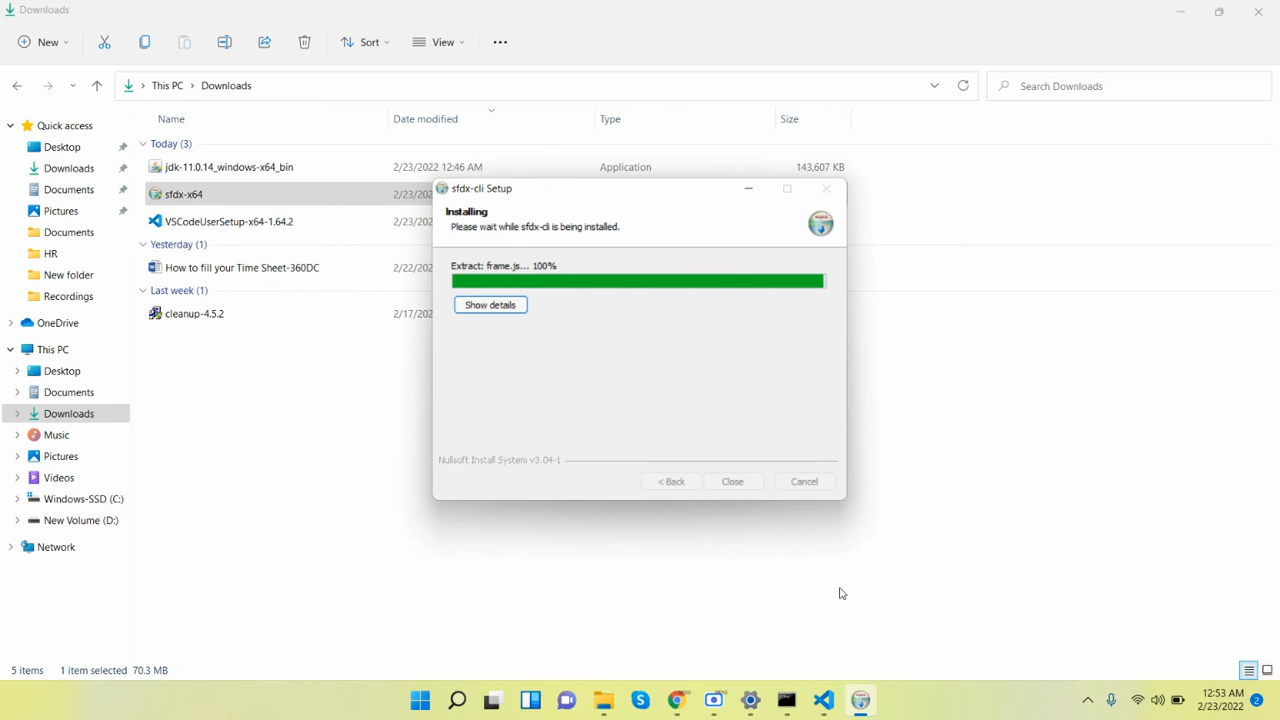 Downloads
New
Sort
View
This PC
Downloads
Search Downloads
Name
Date modified
Type
Size
Quick access
Desktop
Downloads
Documents
Pictures
Documents
HR
New folder
Recordings
OneDrive
This PC
Desktop
Documents
Downloads
Music
Pictures
Videos
Windows-SSD (C:)
New Volume (D:)
Network
Today (3)
jdk-11.0.14_windows-x64_bin
2/23/2022 12:46 AM
Application
143,607 KB
sfdx-x64
2/23/2022
VSCodeUserSetup-x64-1.64.2
2/23/2022
Yesterday (1)
How to fill your Time Sheet-360DC
2/22/202
Last week (1)
cleanup-4.5.2
2/17/202
sfdx-cli Setup
Installing
Please wait while sfdx-cli is being installed.
Extract: frame.js... 100%
Show details
Nullsoft Install System v3.04-1
< Back
Close
Cancel
5 items
1 item selected 70.3 MB
12:53 AM
2/23/2022
2